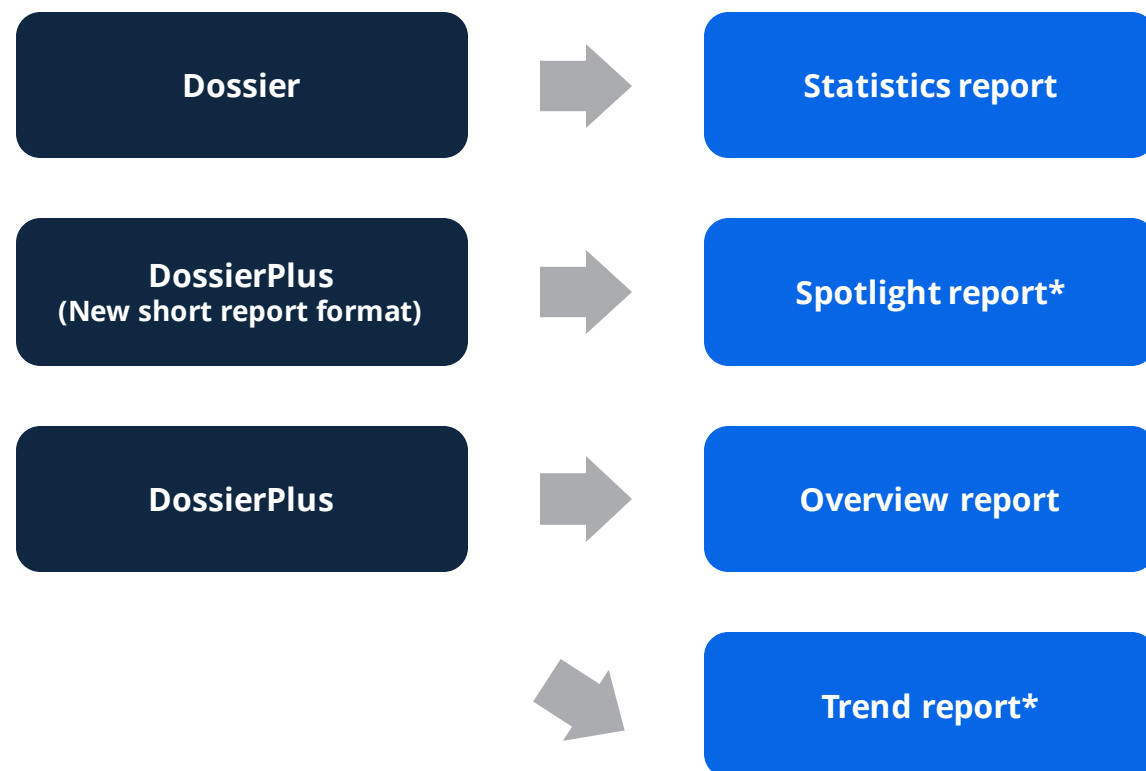 Dossier
Statistics report
DossierPlus
(New short report format)
Spotlight report*
DossierPlus
Overview report
Trend report*